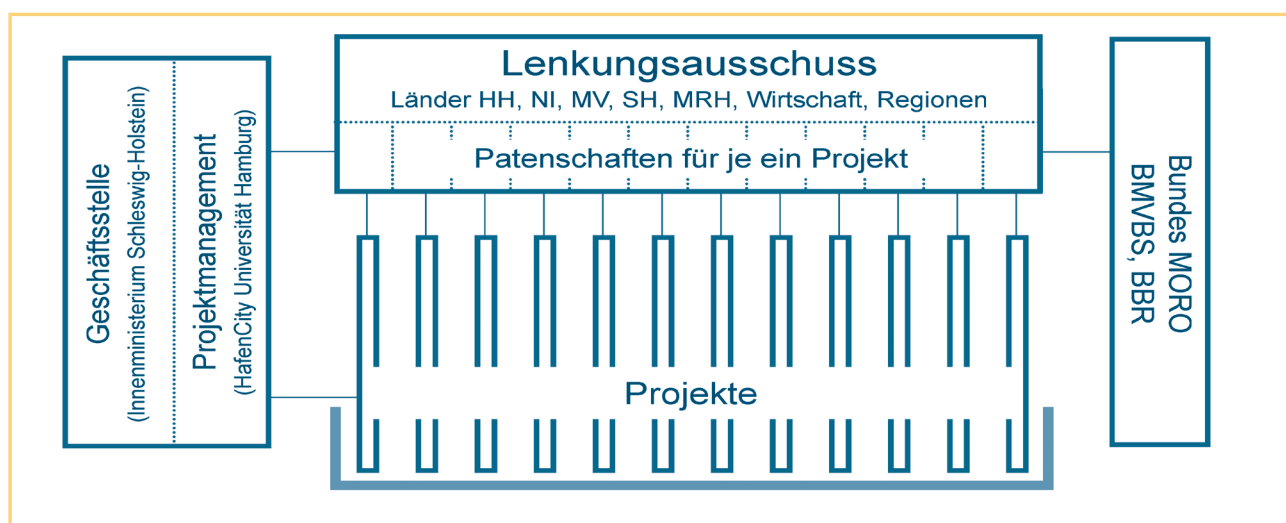 Geschäftsstelle
(Innenministerium Schleswig-Holstein)
Projektmanagement
(HafenCity Universität Hamburg)
Lenkungsausschuss
Länder HH, NI, MV, SH, MRH, Wirtschaft, Regionen
Patenschaften für je ein Projekt
Projekte
Bundes MORO
BMVBS, BBR